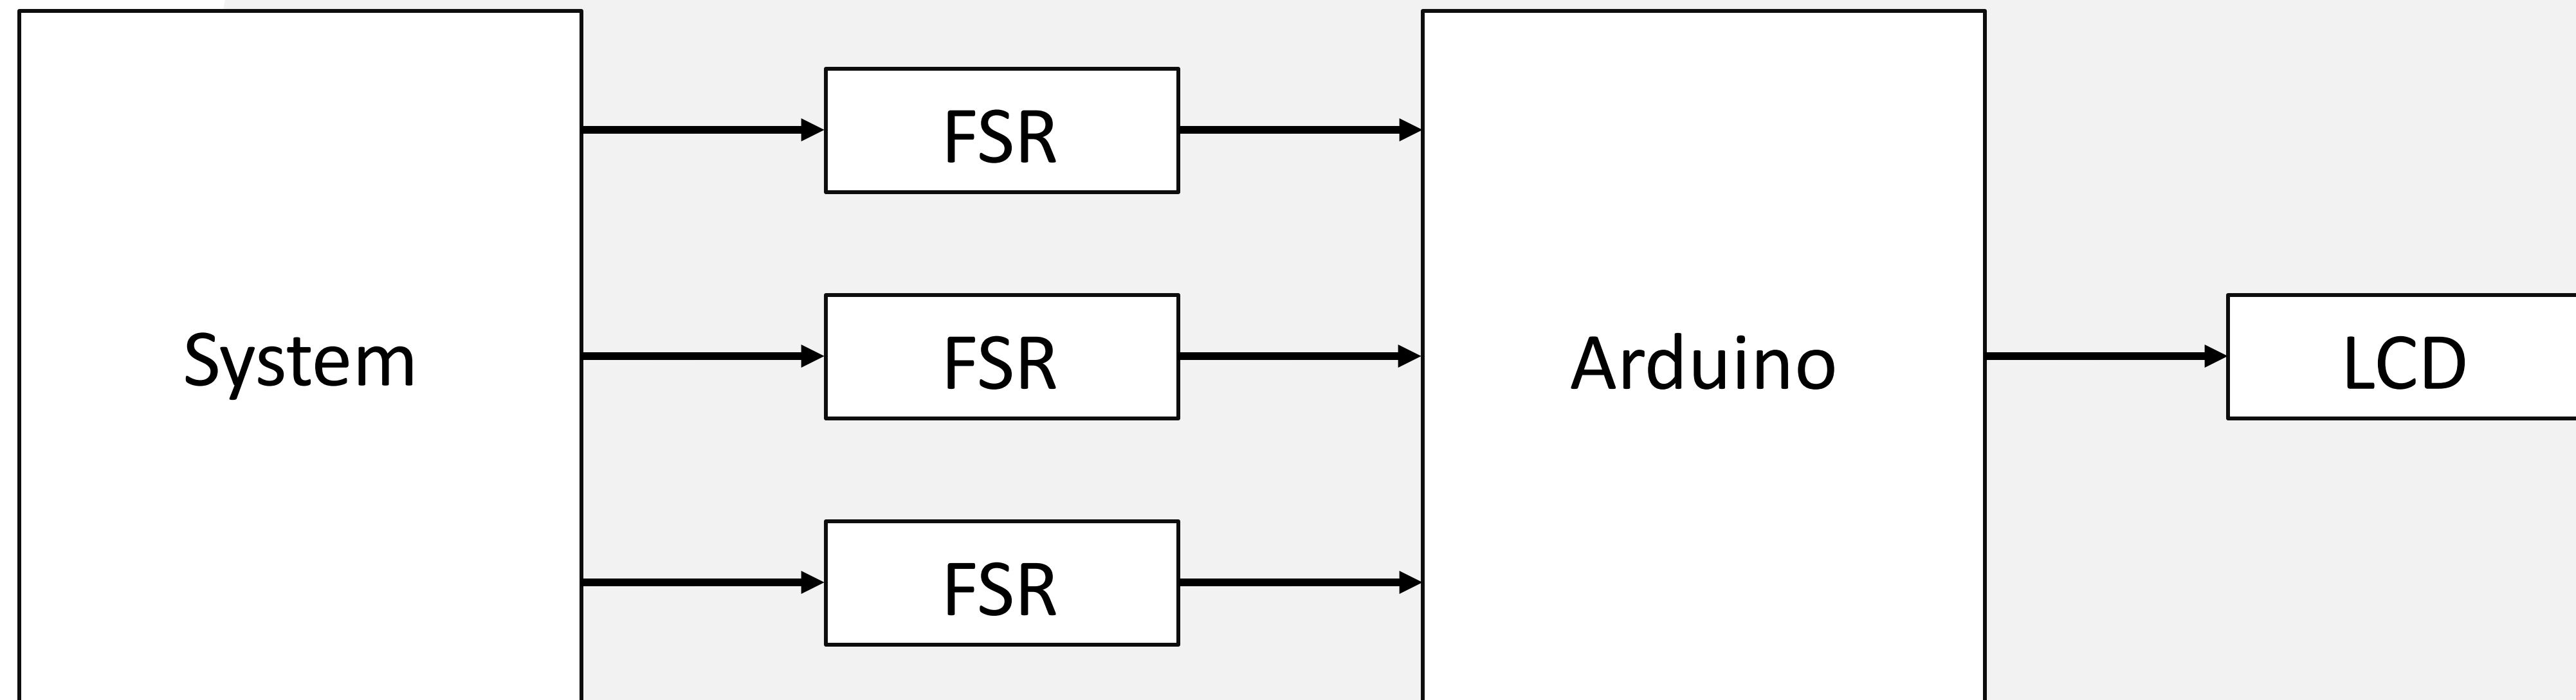 System
FSR
FSR
FSR
Arduino
LCD